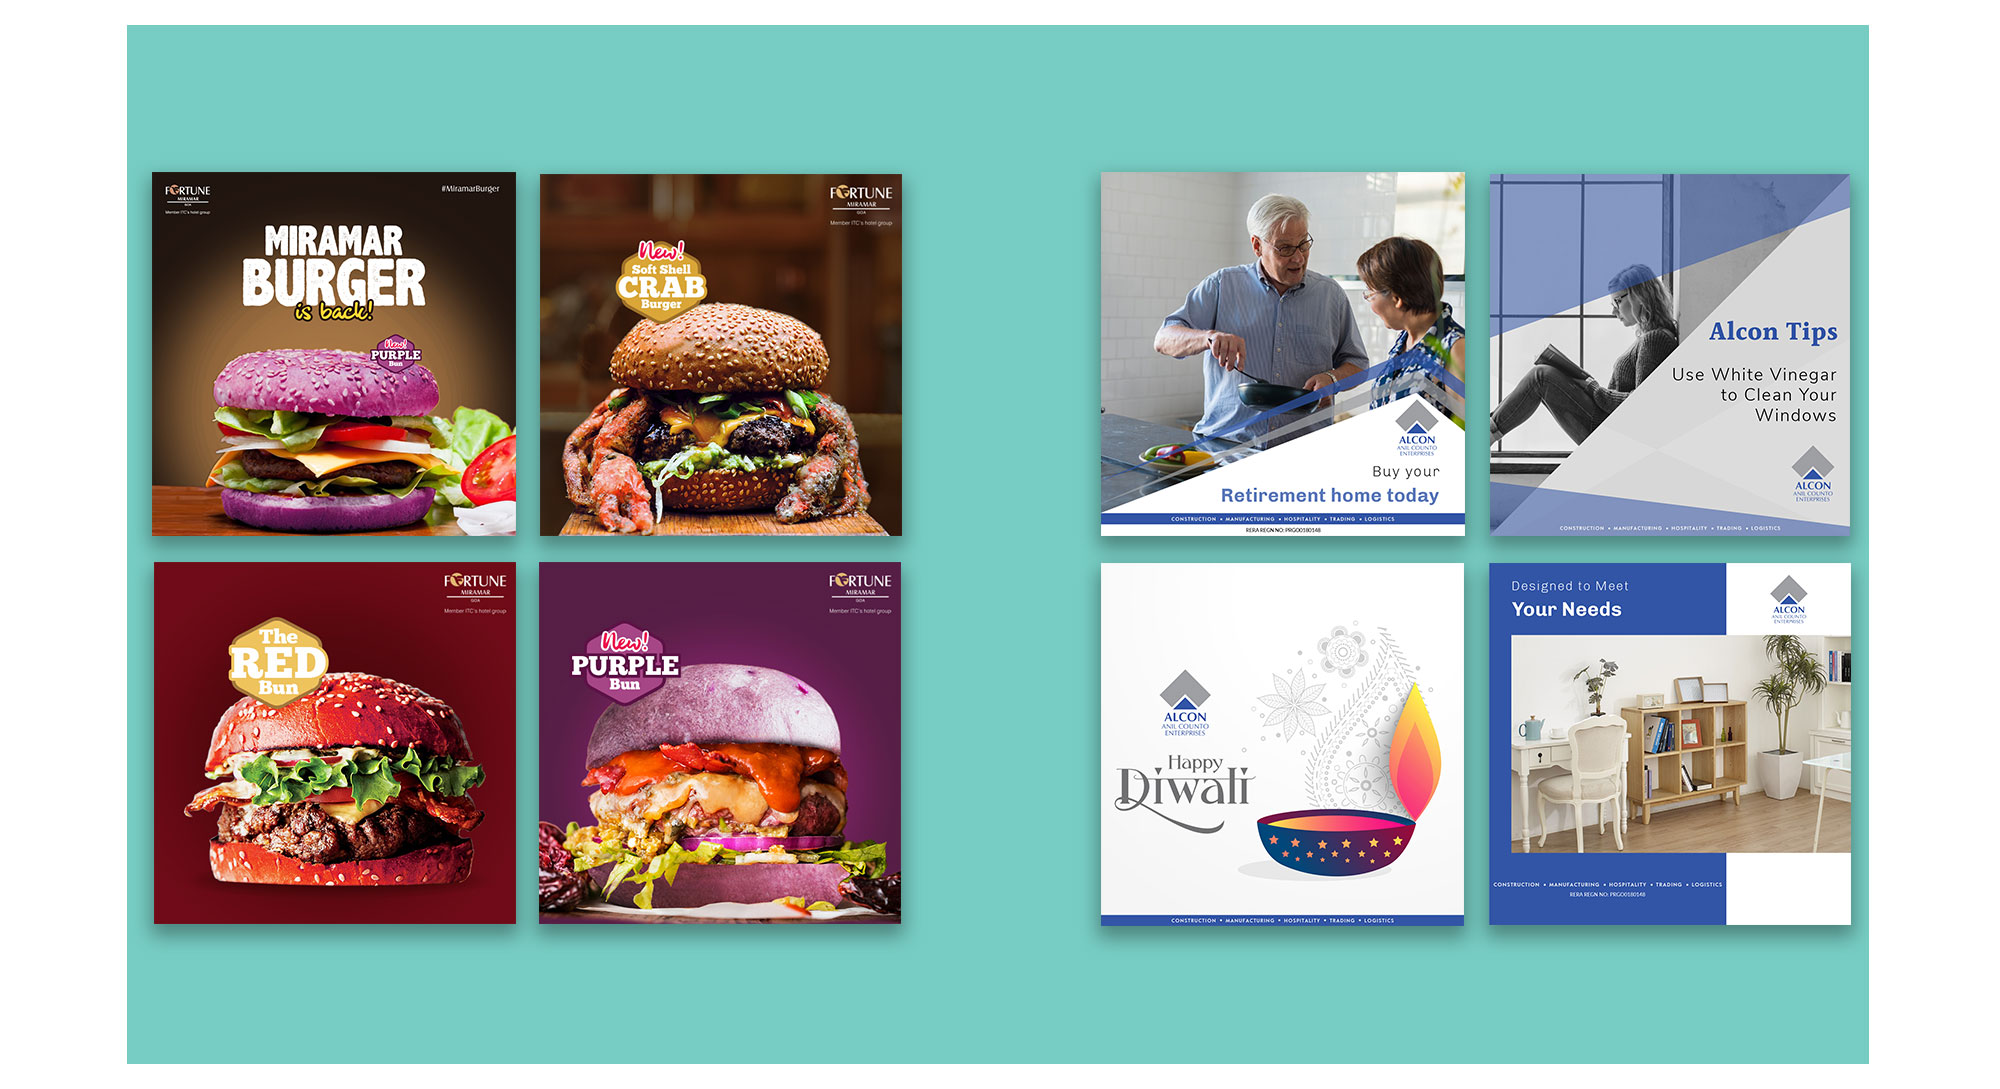 FORTUNE
MIRAMAR
GOA
Member ITC's hotel group
#MiramarBurger
MIRAMAR
BURGER
is back!
New!
PURPLE
Bun
FORTUNE
MIRAMAR
GOA
Member ITC's hotel group
New!
Soft Shell
CRAB
Burger
FORTUNE
MIRAMAR
GOA
Member ITC's hotel group
The
RED
Bun
FORTUNE
MIRAMAR
GOA
Member ITC's hotel group
New!
PURPLE
Bun
ALCON
ANIL COUNTO
ENTERPRISES
Buy your
Retirement home today
CONSTRUCTION • MANUFACTURING • HOSPITALITY • TRADING • LOGISTICS
RERA REGN NO: PRGO0180148
Alcon Tips
Use White Vinegar
to Clean Your
Windows
ALCON
ANIL COUNTO
ENTERPRISES
CONSTRUCTION • MANUFACTURING • HOSPITALITY • TRADING • LOGISTICS
ALCON
ANIL COUNTO
ENTERPRISES
Happy
Diwali
CONSTRUCTION • MANUFACTURING • HOSPITALITY • TRADING • LOGISTICS
Designed to Meet
Your Needs
ALCON
ANIL COUNTO
ENTERPRISES
CONSTRUCTION • MANUFACTURING • HOSPITALITY • TRADING • LOGISTICS
RERA REGN NO: PRGO0180148